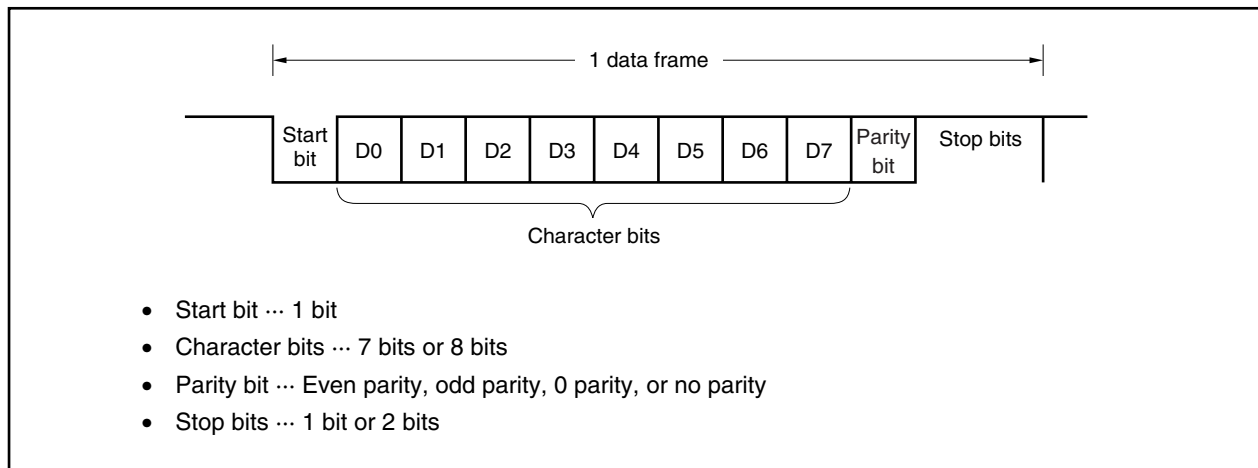 1 data frame
Start bit D0 D1 D2 D3 D4 D5 D6 D7 Parity bit Stop bits
Character bits
• Start bit ··· 1 bit
• Character bits ··· 7 bits or 8 bits
• Parity bit ··· Even parity, odd parity, 0 parity, or no parity
• Stop bits ··· 1 bit or 2 bits